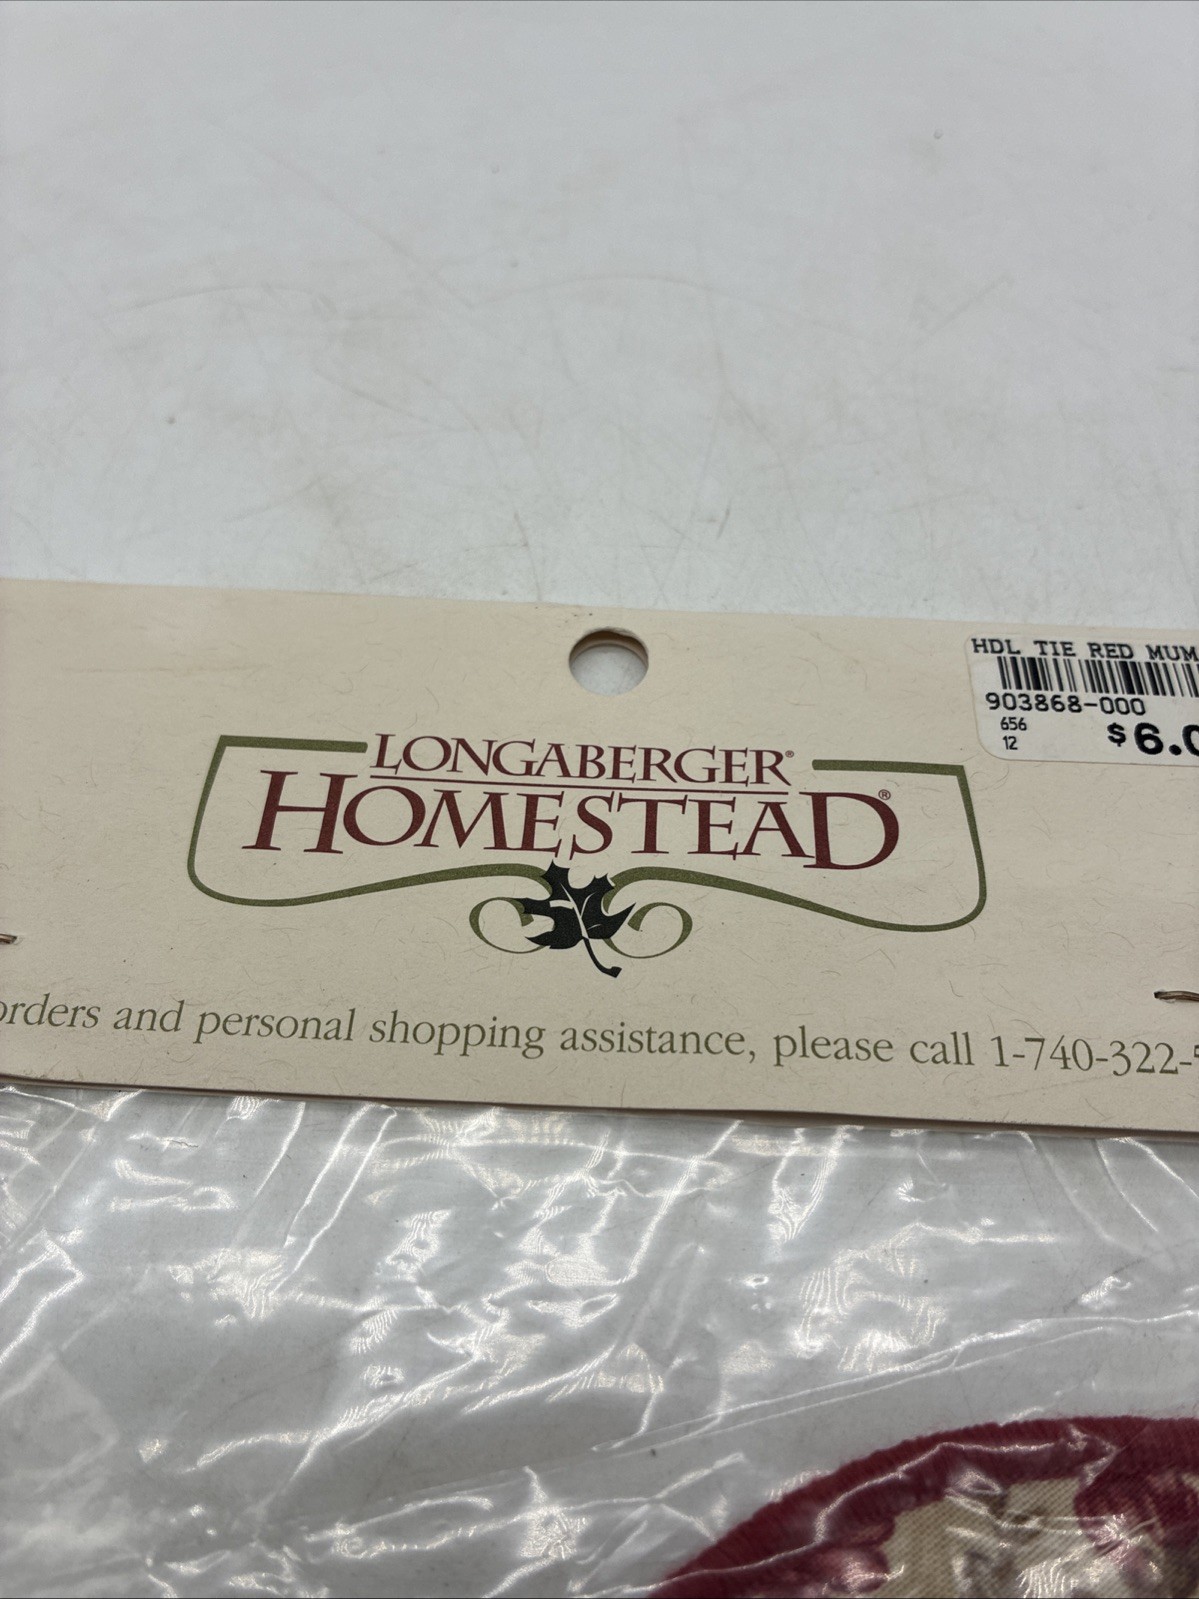 HDL TIE RED MUM
903868-000
656
12
$6.0
LONGABERGER®
HOMESTEAD®
orders and personal shopping assistance, please call 1-740-322-